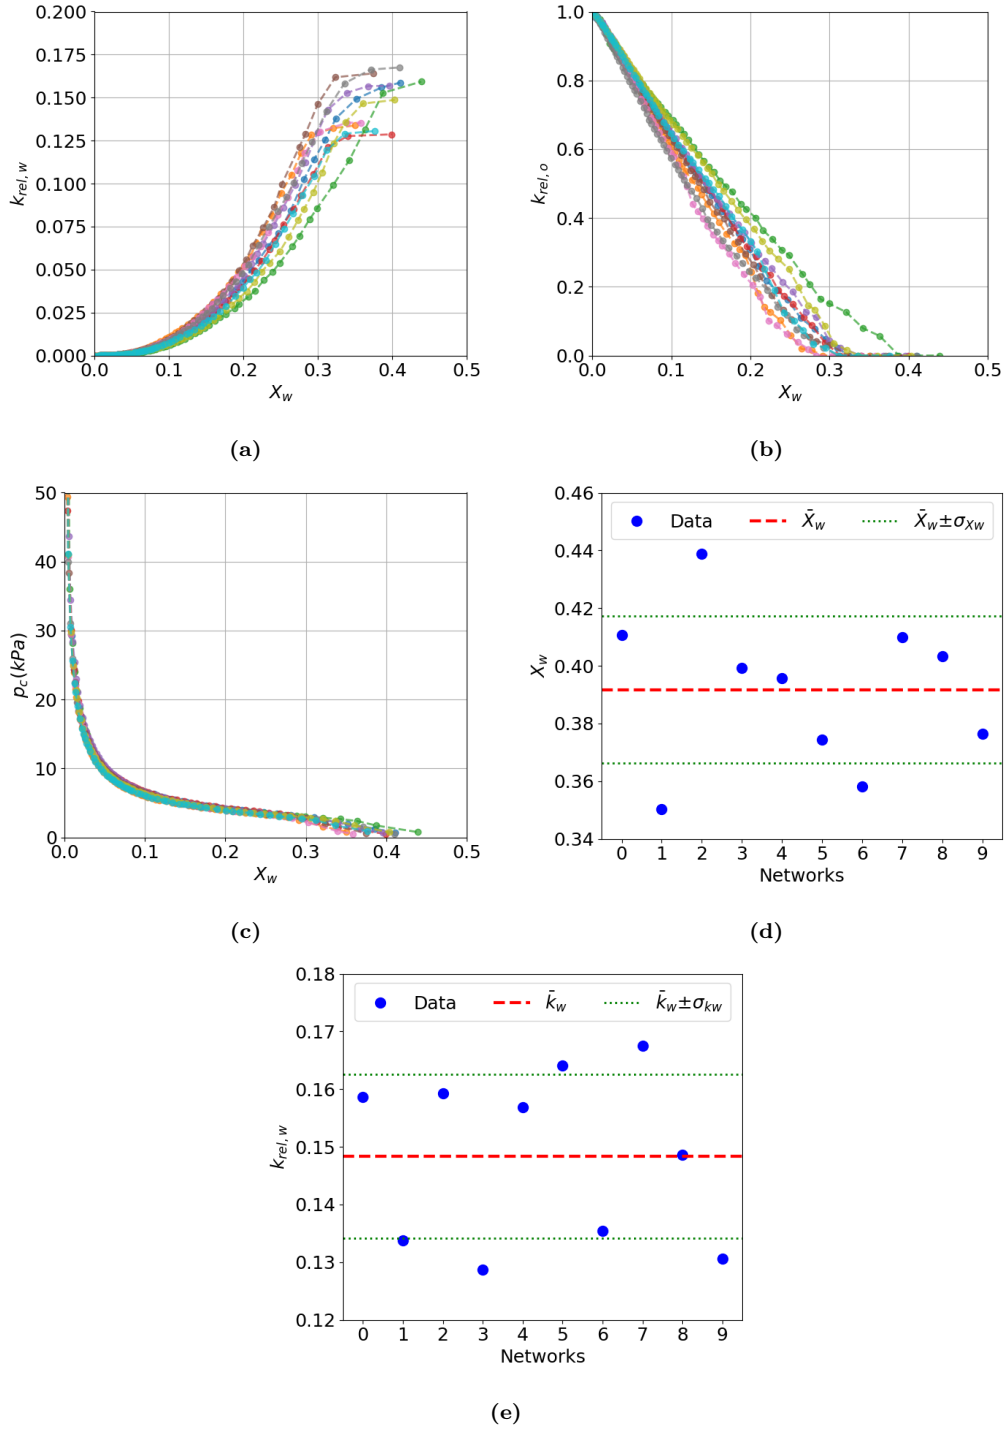 0.200
0.175
0.150
0.125
0.100
0.075
0.050
0.025
0.000
k_rel,w
0.0 0.1 0.2 0.3 0.4 0.5
X_w
(a)
1.0
0.8
0.6
0.4
0.2
0.0
k_rel,o
0.0 0.1 0.2 0.3 0.4 0.5
X_w
(b)
50
40
30
20
10
0
p_c(kPa)
0.0 0.1 0.2 0.3 0.4 0.5
X_w
(c)
Data X̄_w X̄_w±σ_Xw
0.46
0.44
0.42
0.40
0.38
0.36
0.34
X_w
0 1 2 3 4 5 6 7 8 9
Networks
(d)
Data k̄_w k̄_w±σ_kw
0.18
0.17
0.16
0.15
0.14
0.13
0.12
k_rel,w
0 1 2 3 4 5 6 7 8 9
Networks
(e)